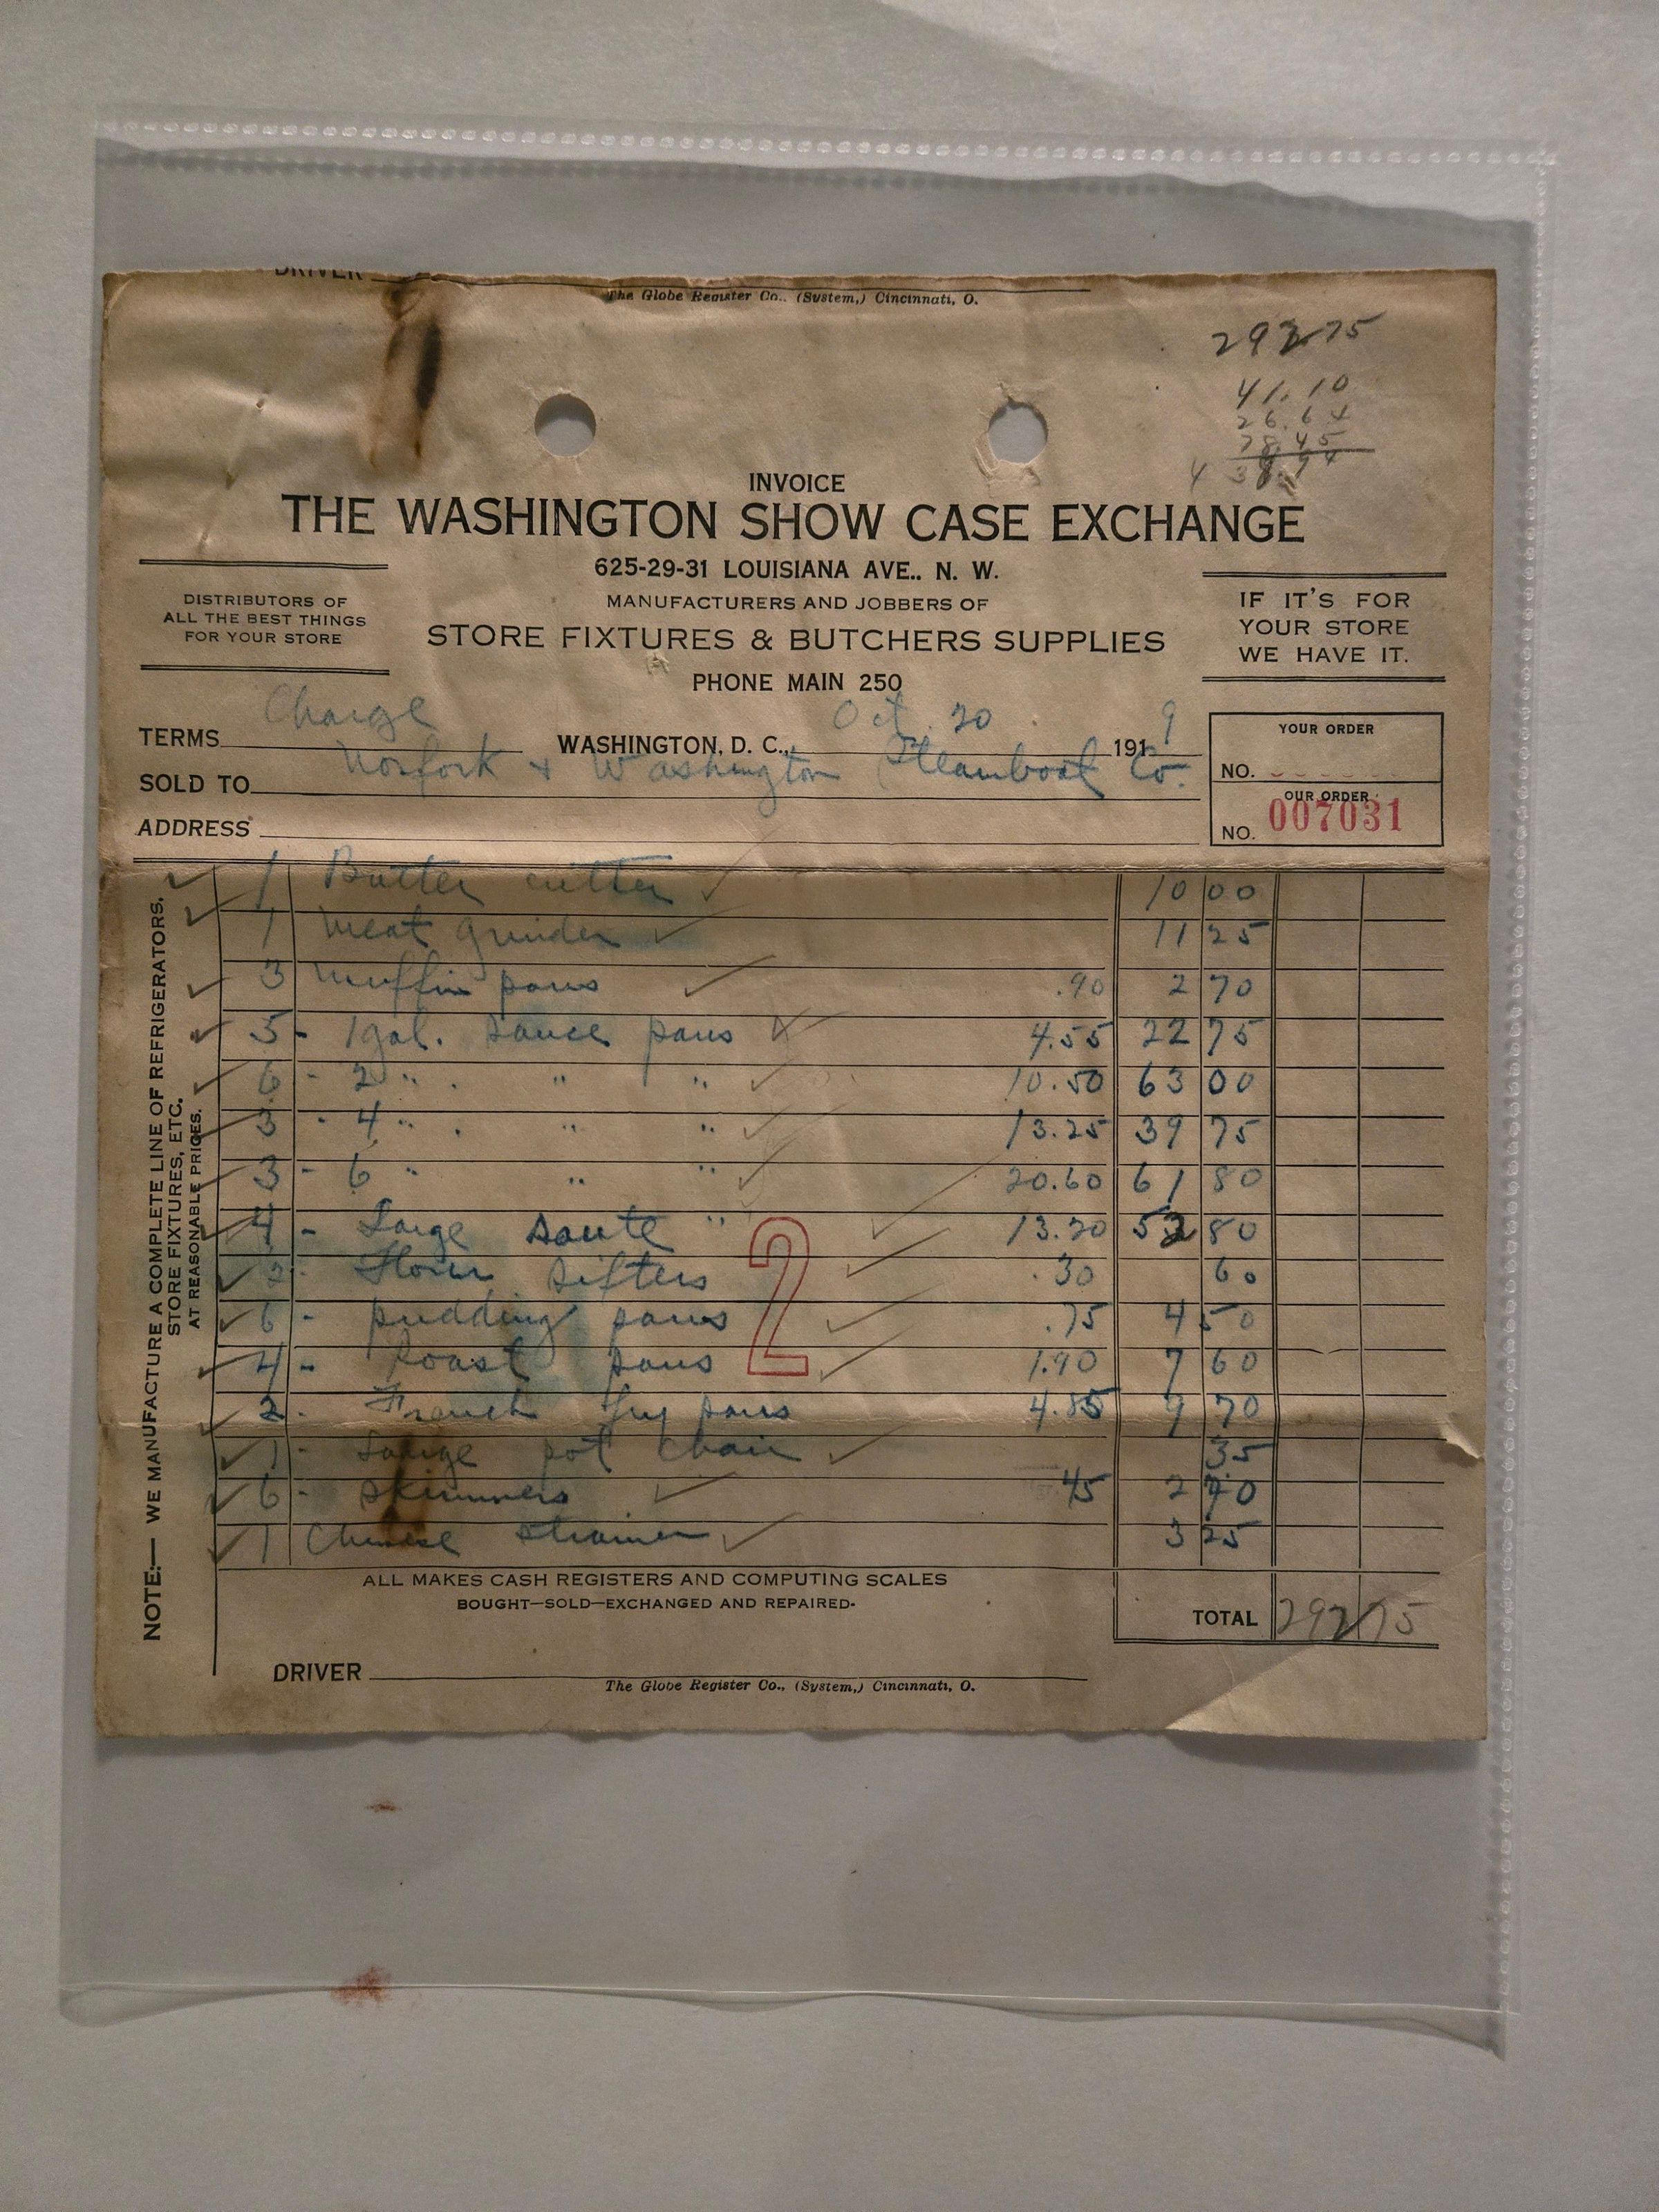 DRIVER
The Globe Register Co., (System,) Cincinnati, O.
292 75
41.10
26.64
78.45
INVOICE
THE WASHINGTON SHOW CASE EXCHANGE
625-29-31 LOUISIANA AVE.. N. W.
DISTRIBUTORS OF
ALL THE BEST THINGS
FOR YOUR STORE
MANUFACTURERS AND JOBBERS OF
STORE FIXTURES & BUTCHERS SUPPLIES
PHONE MAIN 250
IF IT'S FOR
YOUR STORE
WE HAVE IT.
TERMS Charge WASHINGTON, D. C., Oct. 20 1919
SOLD TO Norfork & Washington Steamboat Co.
ADDRESS
YOUR ORDER
NO.
OUR ORDER
NO. 007031
1 Butter cutter 10 00
1 Meat grinder 11 25
3 Muffin pans .90 2 70
5 - 1 gal. sauce pans 4.55 22 75
6 - 2 " . " " 10.50 63 00
3 - 4 " . " " 13.25 39 75
3 - 6 " " " 20.60 61 80
4 - Large saute " 13.20 52 80
2 - Flour sifters .30 60
6 - pudding pans .75 4 50
4 - Roast pans 1.90 7 60
2 - French fry pans 4.85 9 70
1 - Large pot chain 35
6 - skimmers 45 2 70
1 Chinese strainer 3 25
2
NOTE:— WE MANUFACTURE A COMPLETE LINE OF REFRIGERATORS,
STORE FIXTURES, ETC.
AT REASONABLE PRICES.
ALL MAKES CASH REGISTERS AND COMPUTING SCALES
BOUGHT—SOLD—EXCHANGED AND REPAIRED-
TOTAL 292 75
DRIVER
The Globe Register Co., (System,) Cincinnati, O.